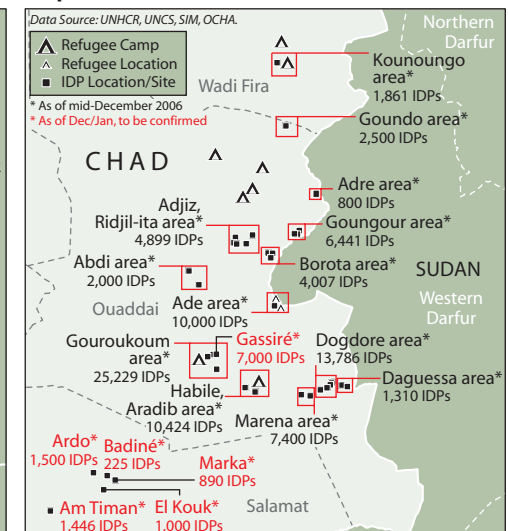 Data Source: UNHCR, UNCS, SIM, OCHA.
Refugee Camp
Refugee Location
IDP Location/Site
* As of mid-December 2006
* As of Dec/Jan, to be confirmed
Northern
Darfur
Wadi Fira
Kounoungo
area*
1,861 IDPs
Goundo area*
2,500 IDPs
CHAD
Adre area*
800 IDPs
Adjiz,
Ridjil-ita area*
4,899 IDPs
Goungour area*
6,441 IDPs
Abdi area*
2,000 IDPs
Borota area*
4,007 IDPs
SUDAN
Ouaddai
Ade area*
10,000 IDPs
Western
Darfur
Gouroukoum
area*
25,229 IDPs
Gassiré*
7,000 IDPs
Dogdore area*
13,786 IDPs
Daguessa area*
1,310 IDPs
Habile,
Aradib area*
10,424 IDPs
Marena area*
7,400 IDPs
Ardo*
1,500 IDPs
Badiné*
225 IDPs
Marka*
890 IDPs
Am Timan*
1,446 IDPs
El Kouk*
1,000 IDPs
Salamat